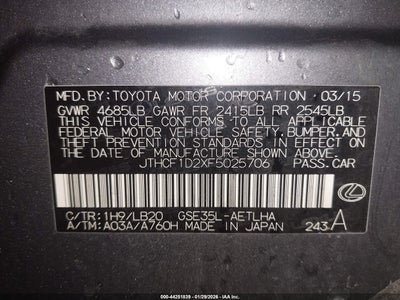 MFD.BY: TOYOTA MOTOR CORPORATION 03/15
GVWR 4685LB GAWR FR 2415LB RR 2545LB
THIS VEHICLE CONFORMS TO ALL APPLICABLE
FEDERAL MOTOR VEHICLE SAFETY, BUMPER, AND
THEFT PREVENTION STANDARDS IN EFFECT ON
THE DATE OF MANUFACTURE SHOWN ABOVE.
JTHCF1D2XF5025706 PASS.CAR
C/TR: 1H9/LB20 GSE35L-AETLHA
A/TM: A03A/A760H MADE IN JAPAN 243 A
000-44251839 - 01/29/2026 - IAA Inc.